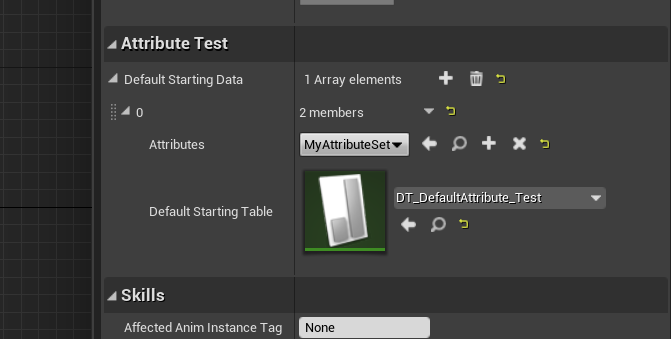 Attribute Test
Default Starting Data 1 Array elements
0 2 members
Attributes MyAttributeSet
Default Starting Table DT_DefaultAttribute_Test
Skills
Affected Anim Instance Tag None